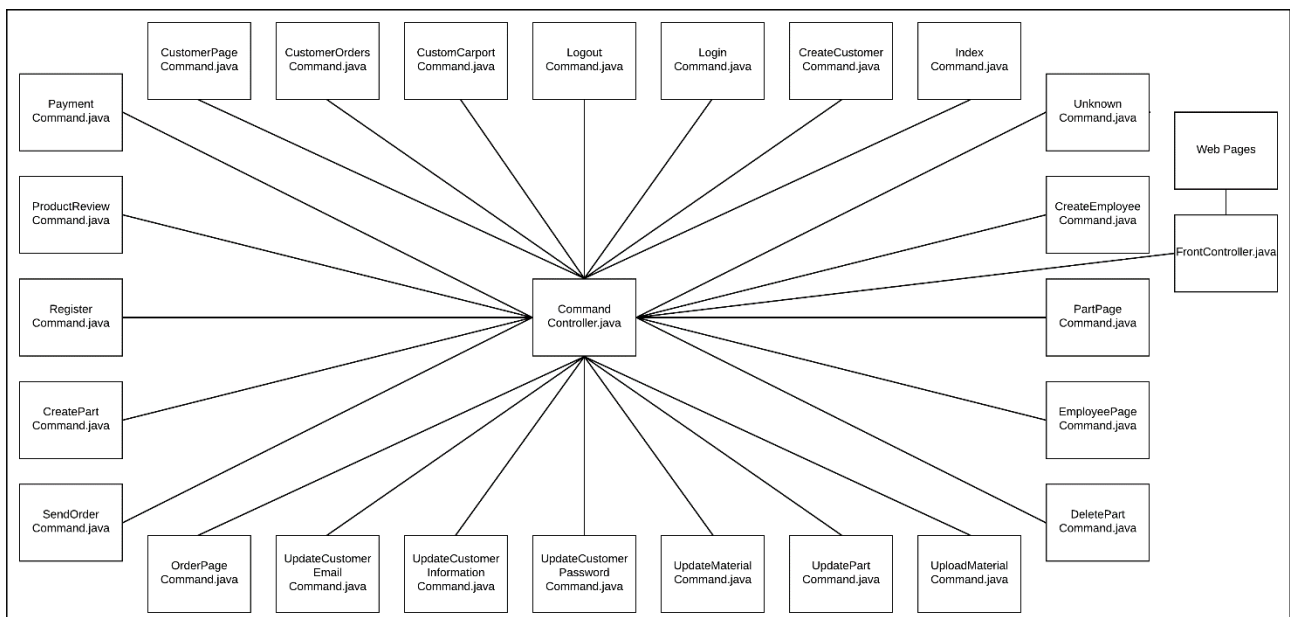 CustomerPage
Command.java
CustomerOrders
Command.java
CustomCarport
Command.java
Logout
Command.java
Login
Command.java
CreateCustomer
Command.java
Index
Command.java
Payment
Command.java
Unknown
Command.java
Web Pages
ProductReview
Command.java
CreateEmployee
Command.java
FrontController.java
Register
Command.java
Command
Controller.java
PartPage
Command.java
CreatePart
Command.java
EmployeePage
Command.java
SendOrder
Command.java
DeletePart
Command.java
OrderPage
Command.java
UpdateCustomer
Email
Command.java
UpdateCustomer
Information
Command.java
UpdateCustomer
Password
Command.java
UpdateMaterial
Command.java
UpdatePart
Command.java
UploadMaterial
Command.java